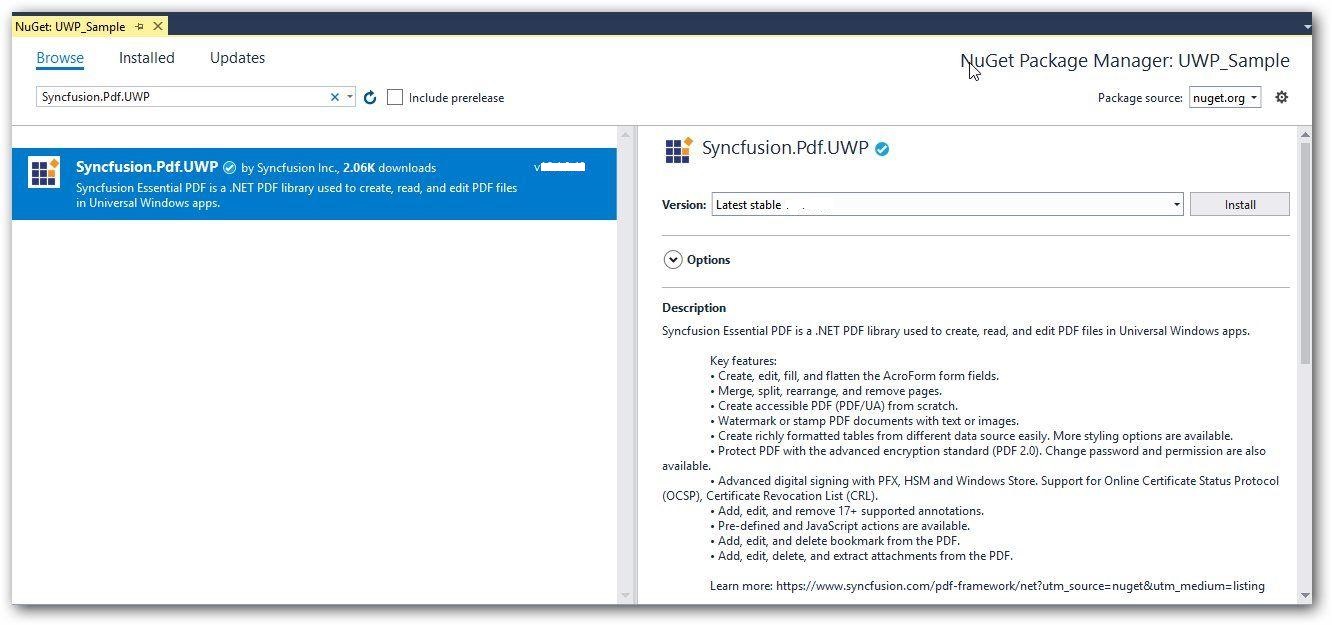 NuGet: UWP_Sample
Browse Installed Updates
NuGet Package Manager: UWP_Sample
Syncfusion.Pdf.UWP
Include prerelease
Package source: nuget.org
Syncfusion.Pdf.UWP by Syncfusion Inc., 2.06K downloads
v
Syncfusion Essential PDF is a .NET PDF library used to create, read, and edit PDF files
in Universal Windows apps.
Syncfusion.Pdf.UWP
Version: Latest stable . .
Install
Options
Description
Syncfusion Essential PDF is a .NET PDF library used to create, read, and edit PDF files in Universal Windows apps.
Key features:
• Create, edit, fill, and flatten the AcroForm form fields.
• Merge, split, rearrange, and remove pages.
• Create accessible PDF (PDF/UA) from scratch.
• Watermark or stamp PDF documents with text or images.
• Create richly formatted tables from different data source easily. More styling options are available.
• Protect PDF with the advanced encryption standard (PDF 2.0). Change password and permission are also
available.
• Advanced digital signing with PFX, HSM and Windows Store. Support for Online Certificate Status Protocol
(OCSP), Certificate Revocation List (CRL).
• Add, edit, and remove 17+ supported annotations.
• Pre-defined and JavaScript actions are available.
• Add, edit, and delete bookmark from the PDF.
• Add, edit, delete, and extract attachments from the PDF.
Learn more: https://www.syncfusion.com/pdf-framework/net?utm_source=nuget&utm_medium=listing